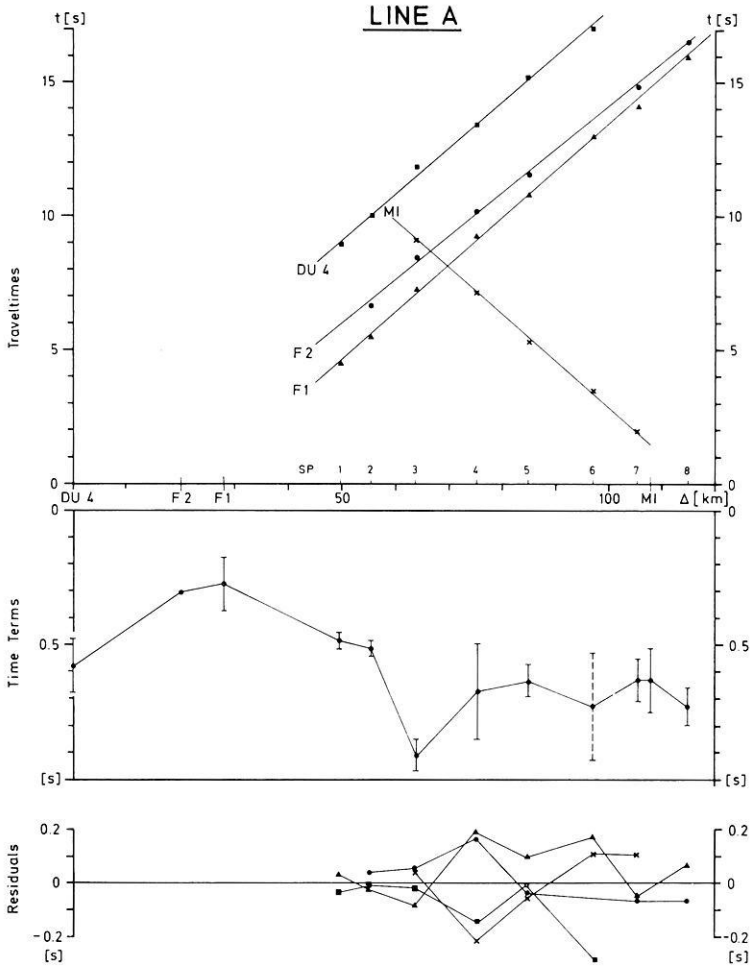 LINE A
t [s] t [s]
15 15
10 10
5 5
0 0
Traveltimes
DU 4
F 2
F1
MI
SP 1 2 3 4 5 6 7 8
DU 4 F 2 F1 50 100 MI Δ [km]
0 0
0.5 0.5
[s] [s]
Time Terms
0.2 0.2
0 0
-0.2 -0.2
[s] [s]
Residuals